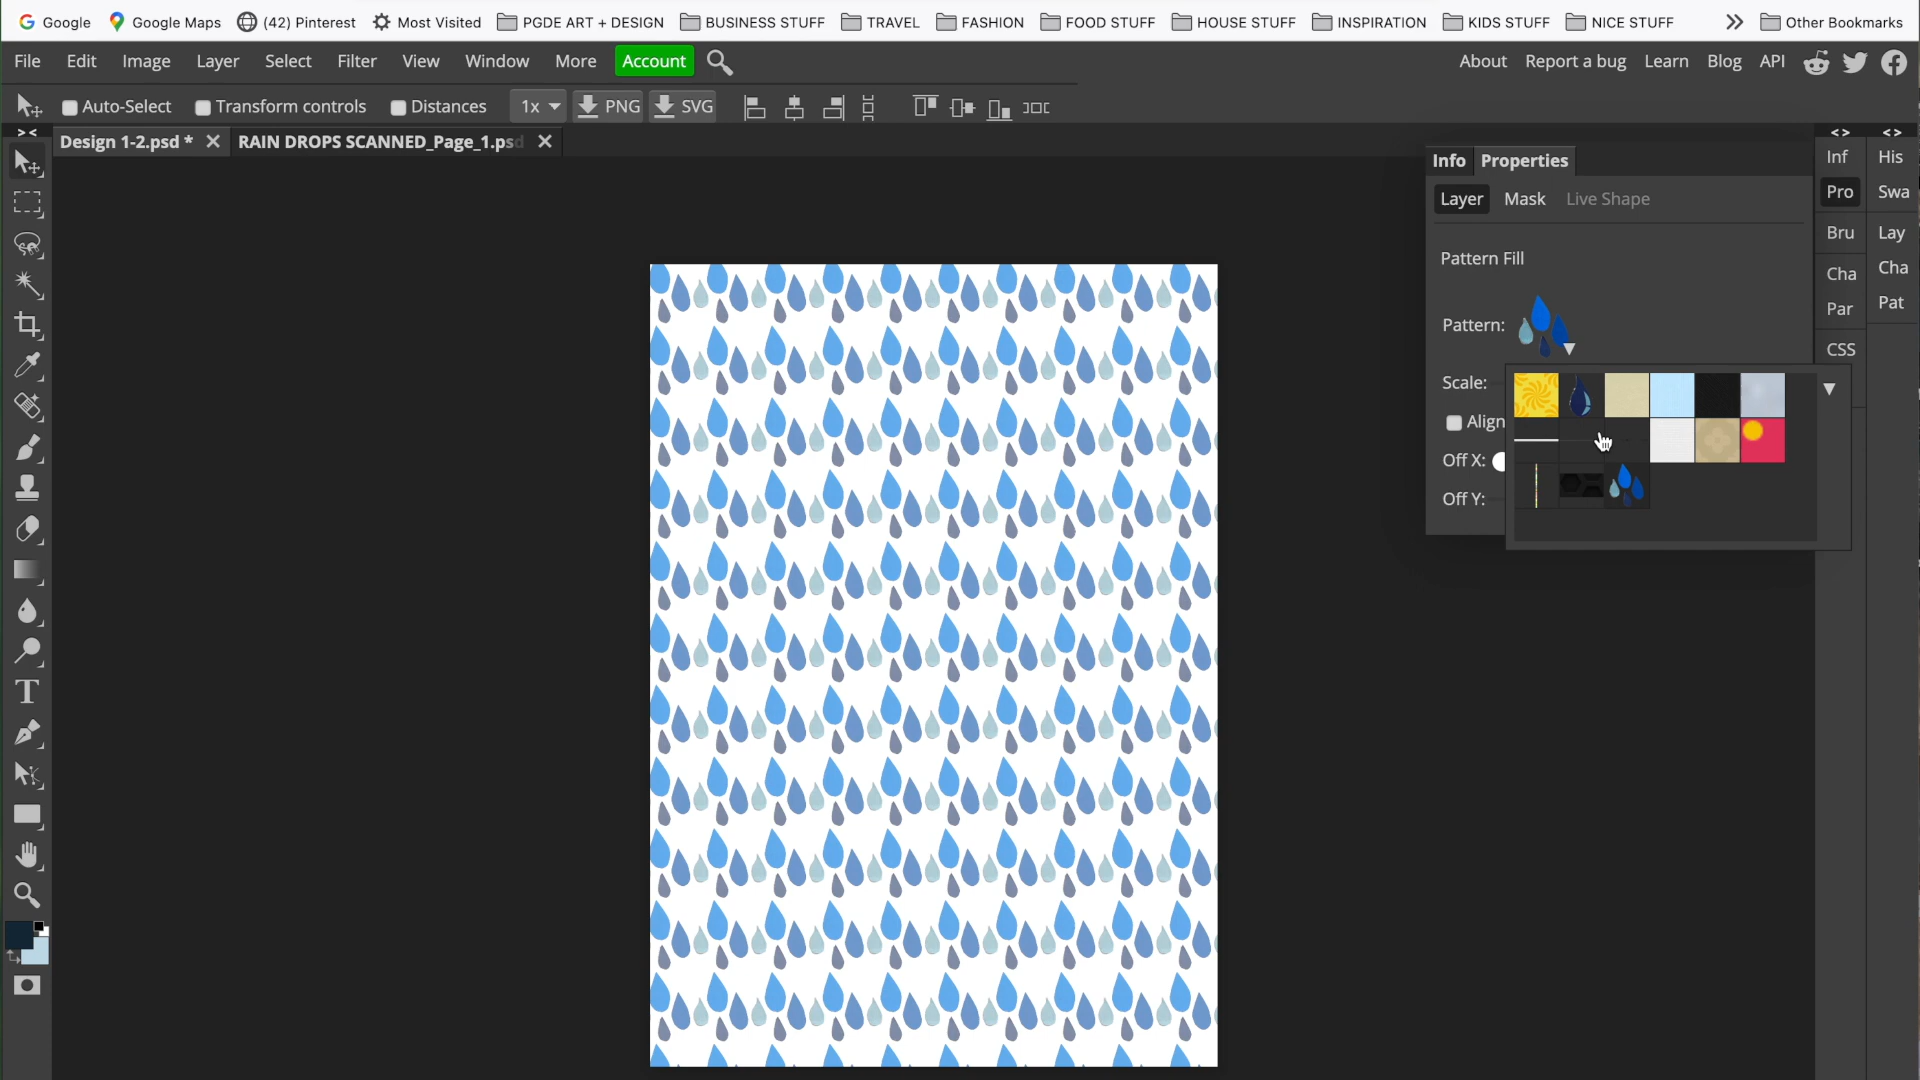 Google Google Maps (42) Pinterest Most Visited PGDE ART + DESIGN BUSINESS STUFF TRAVEL FASHION FOOD STUFF HOUSE STUFF INSPIRATION KIDS STUFF NICE STUFF Other Bookmarks
File Edit Image Layer Select Filter View Window More Account About Report a bug Learn Blog API
Auto-Select Transform controls Distances 1x PNG SVG
Design 1-2.psd * RAIN DROPS SCANNED_Page_1.psd
Info Properties
Layer Mask Live Shape
Pattern Fill
Pattern:
Scale:
Align
Off X:
Off Y:
Inf
Pro
Bru
Cha
Par
CSS
His
Swa
Lay
Cha
Pat